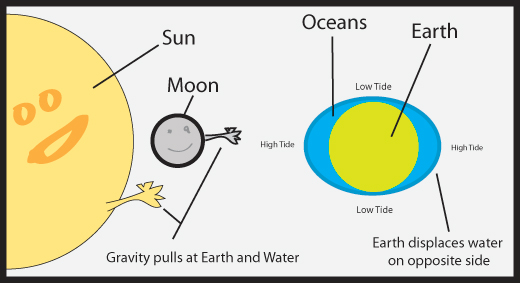 Sun
Moon
Oceans
Earth
Low Tide
High Tide
High Tide
Low Tide
Gravity pulls at Earth and Water
Earth displaces water
on opposite side